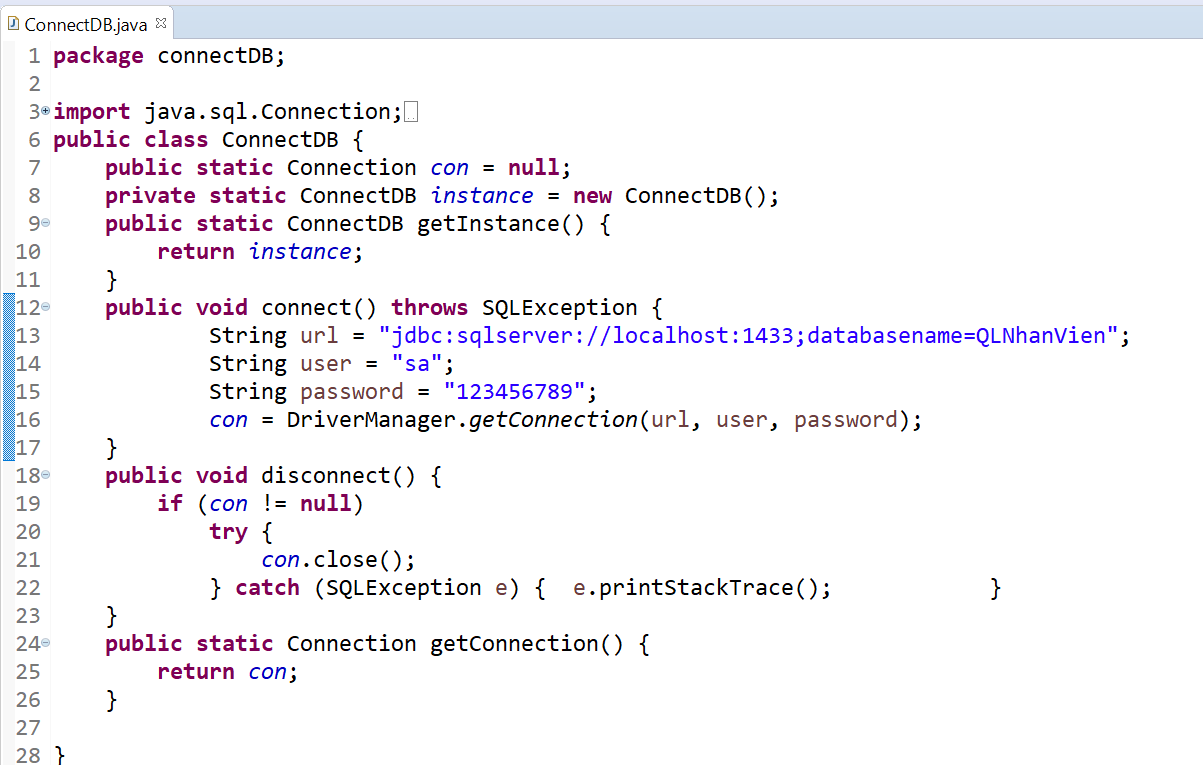 ConnectDB.java
1 package connectDB;
2
3 import java.sql.Connection;
6 public class ConnectDB {
7 public static Connection con = null;
8 private static ConnectDB instance = new ConnectDB();
9 public static ConnectDB getInstance() {
10 return instance;
11 }
12 public void connect() throws SQLException {
13 String url = "jdbc:sqlserver://localhost:1433;databasename=QLNhanVien";
14 String user = "sa";
15 String password = "123456789";
16 con = DriverManager.getConnection(url, user, password);
17 }
18 public void disconnect() {
19 if (con != null)
20 try {
21 con.close();
22 } catch (SQLException e) { e.printStackTrace(); }
23 }
24 public static Connection getConnection() {
25 return con;
26 }
27
28 }